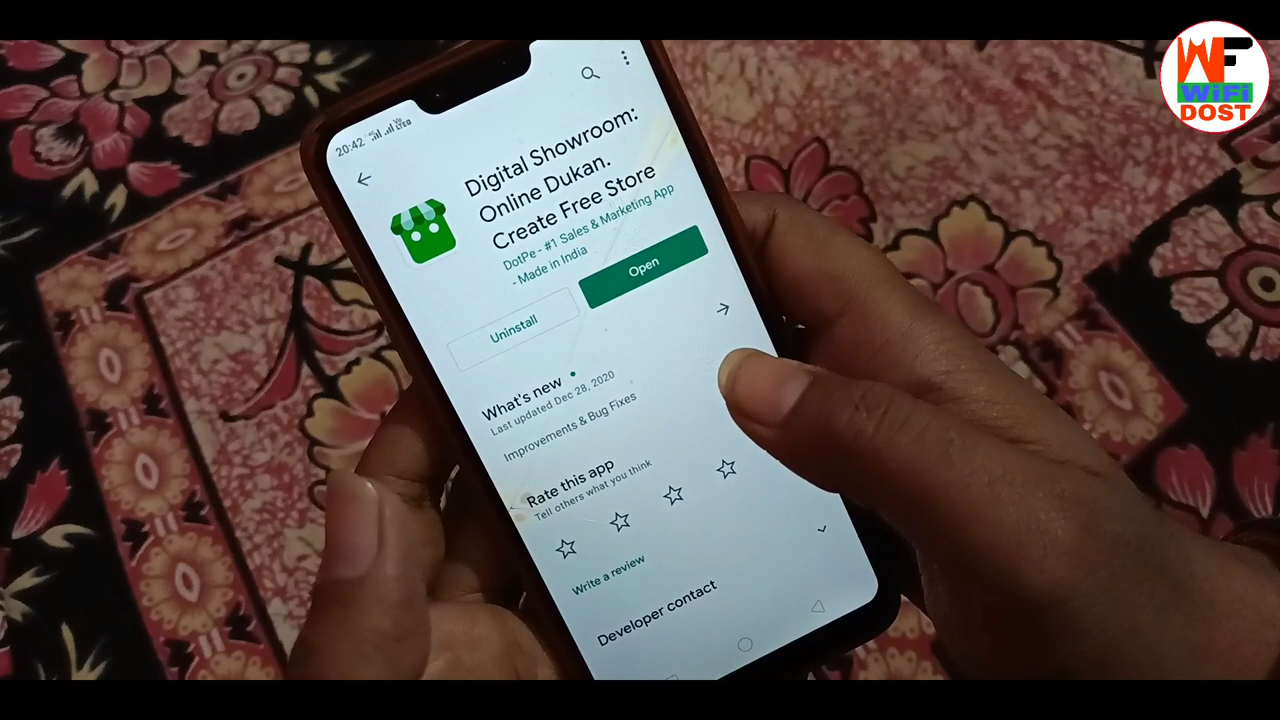 WF
WiFi
DOST
20:42
Digital Showroom:
Online Dukan.
Create Free Store
DotPe - #1 Sales & Marketing App
- Made in India
Uninstall
Open
What's new
Last updated Dec 28, 2020
Improvements & Bug Fixes
Rate this app
Tell others what you think
Write a review
Developer contact